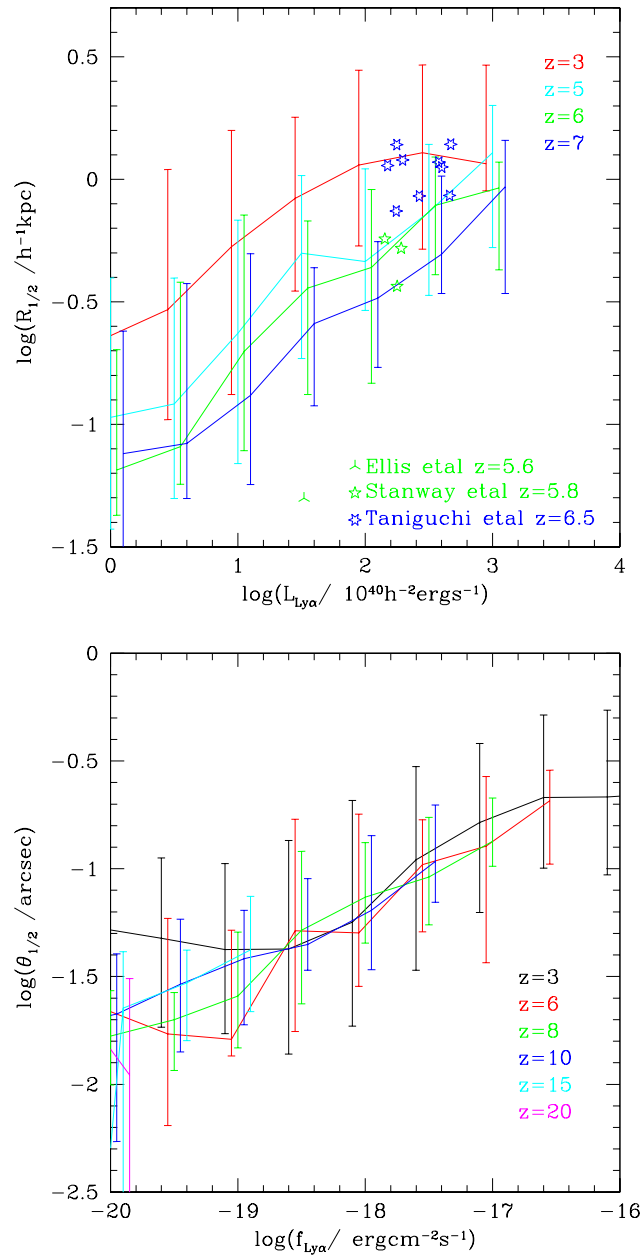 0.5
0
−0.5
−1
−1.5
log(R1/2 /h−1kpc)
z=3
z=5
z=6
z=7
Ellis etal z=5.6
Stanway etal z=5.8
Taniguchi etal z=6.5
0 1 2 3 4
log(LLyα/ 10⁴⁰h−2ergs−1)
0
−0.5
−1
−1.5
−2
−2.5
log(θ1/2 /arcsec)
z=3
z=6
z=8
z=10
z=15
z=20
−20 −19 −18 −17 −16
log(fLyα/ ergcm−2s−1)